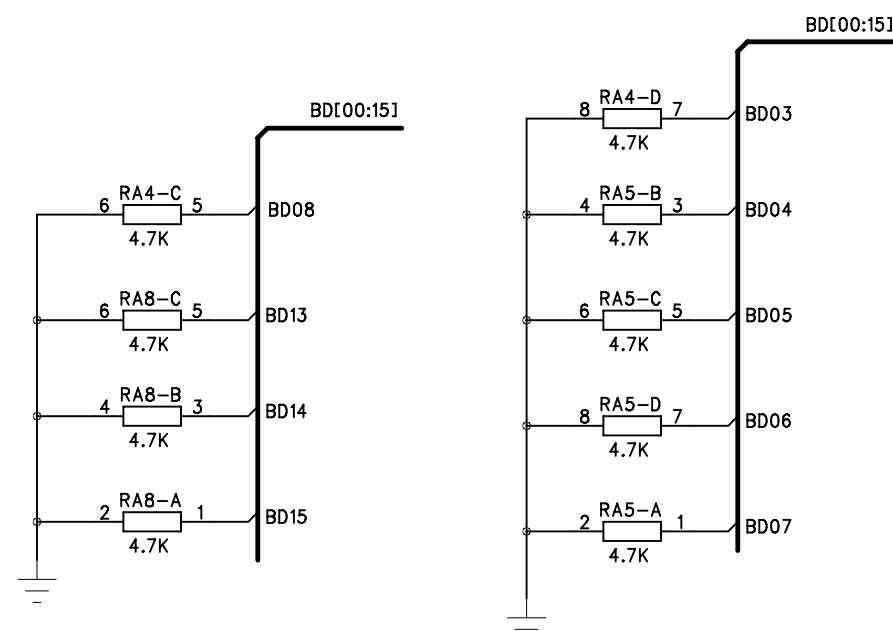 BD[00:15]
RA4-C
6 5 BD08
4.7K
RA8-C
6 5 BD13
4.7K
RA8-B
4 3 BD14
4.7K
RA8-A
2 1 BD15
4.7K
BD[00:15]
RA4-D
8 7 BD03
4.7K
RA5-B
4 3 BD04
4.7K
RA5-C
6 5 BD05
4.7K
RA5-D
8 7 BD06
4.7K
RA5-A
2 1 BD07
4.7K